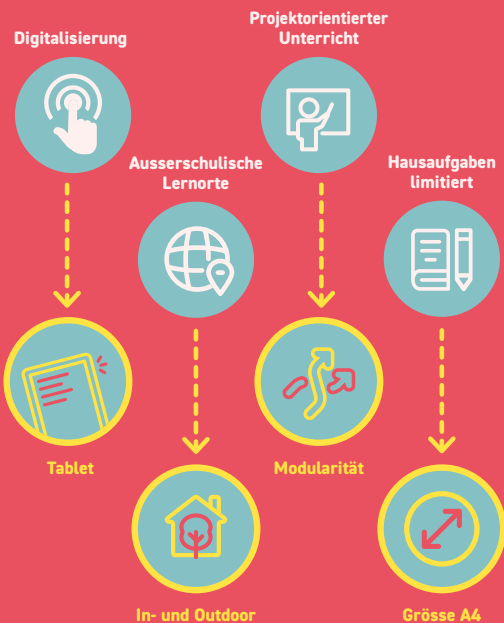 Digitalisierung
Projektorientierter
Unterricht
Ausserschulische
Lernorte
Hausaufgaben
limitiert
Tablet
Modularität
In- und Outdoor
Grösse A4